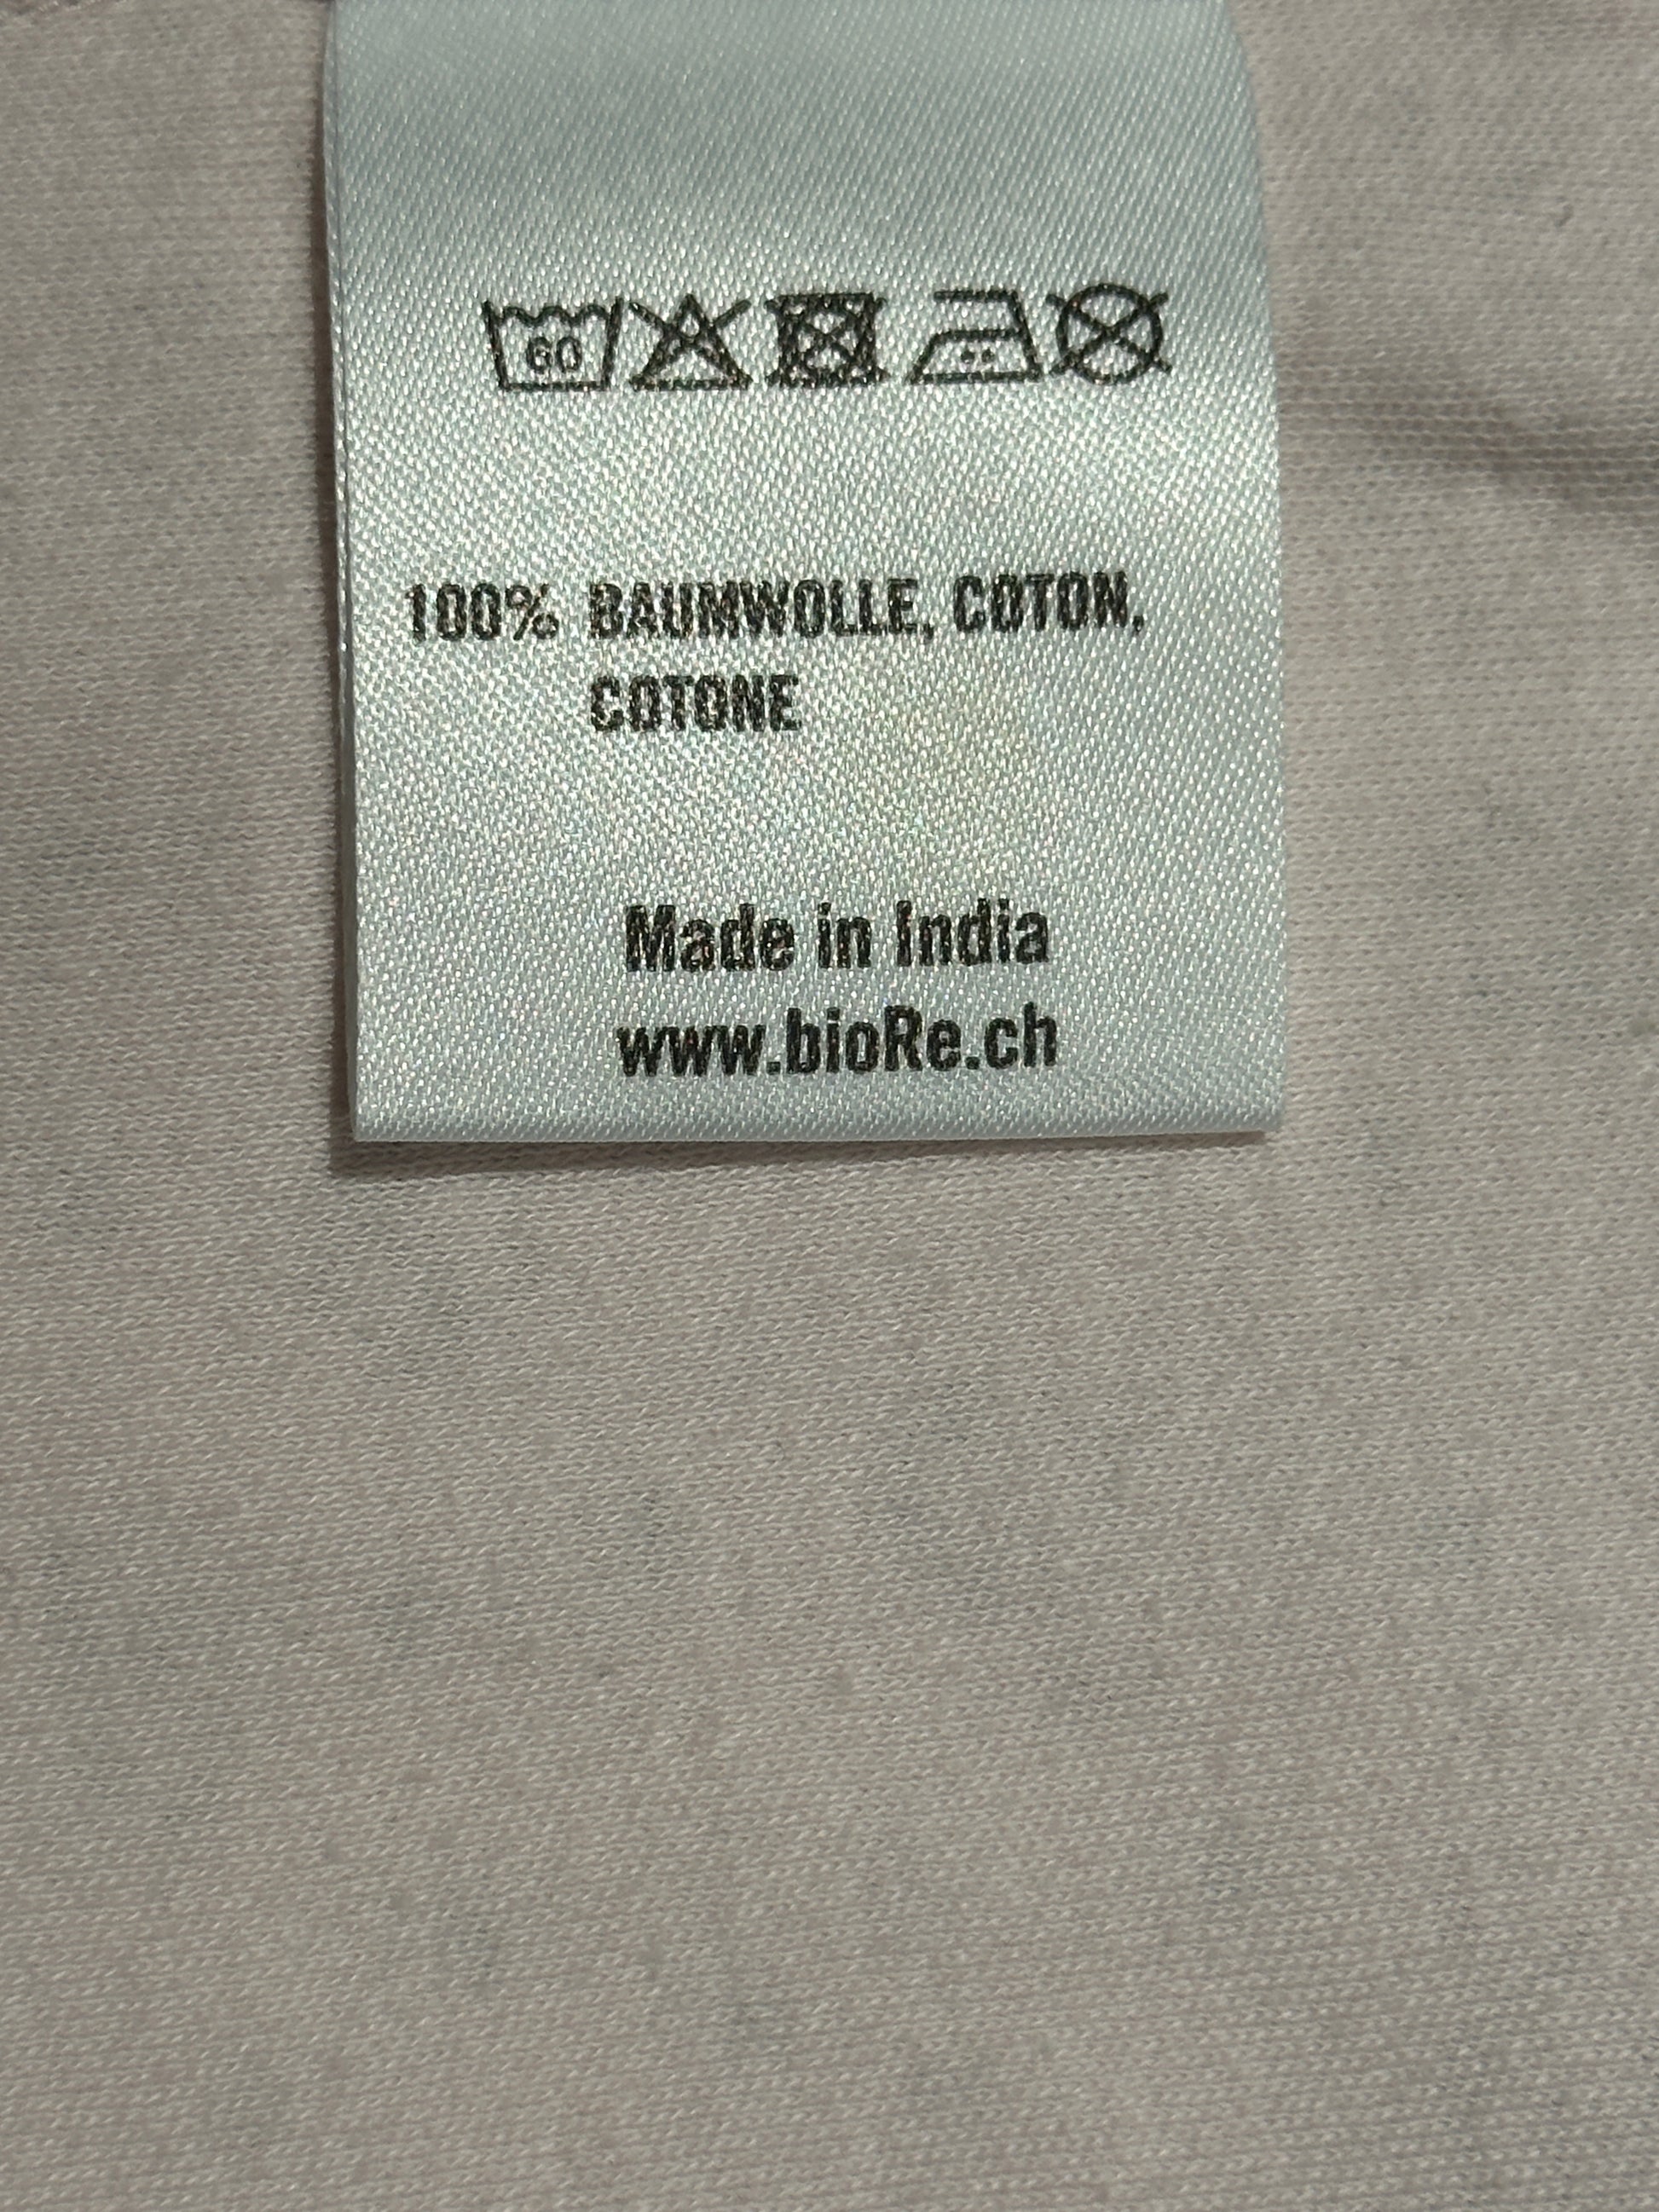 60
100% BAUMWOLLE, COTON,
COTONE
Made in India
www.bioRe.ch